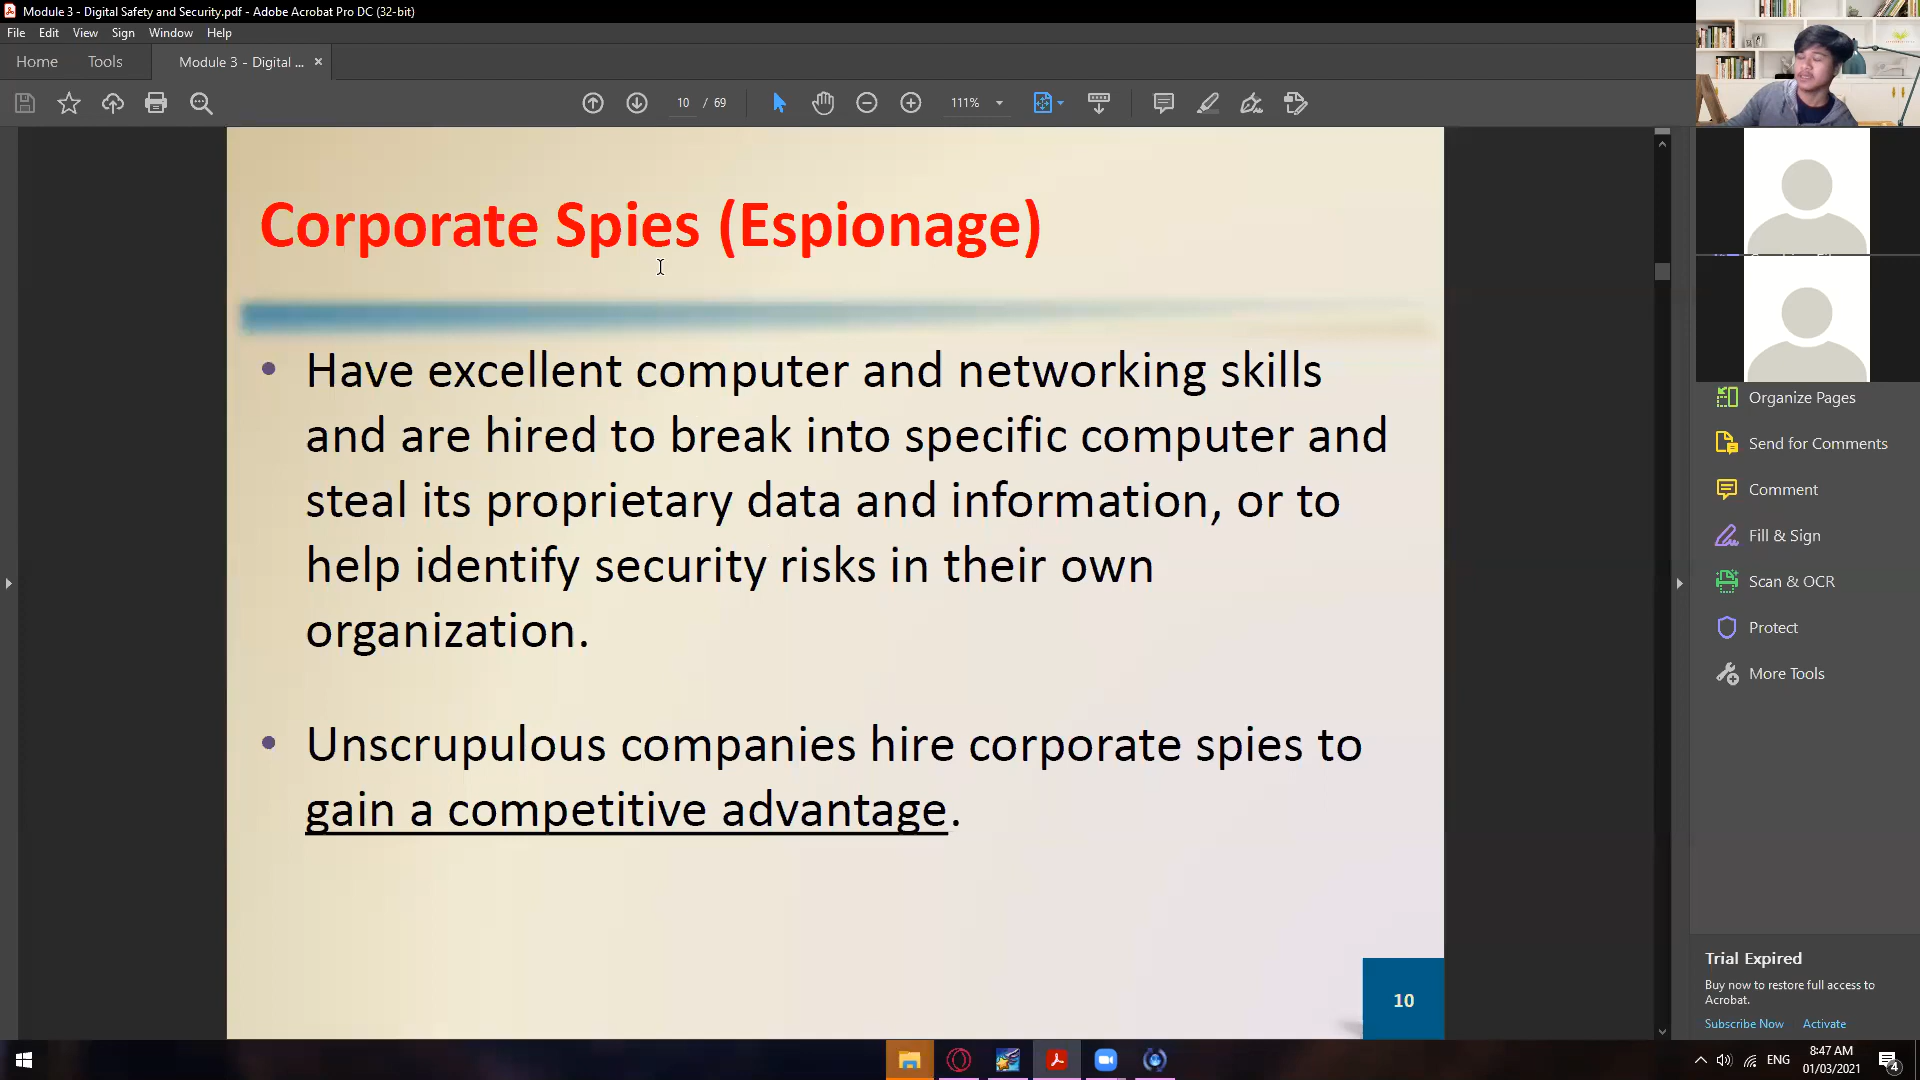 Module 3 - Digital Safety and Security.pdf - Adobe Acrobat Pro DC (32-bit)
File Edit View Sign Window Help
Home Tools Module 3 - Digital ... ×
10 / 69 111%
Corporate Spies (Espionage)
• Have excellent computer and networking skills
and are hired to break into specific computer and
steal its proprietary data and information, or to
help identify security risks in their own
organization.
• Unscrupulous companies hire corporate spies to
gain a competitive advantage.
10
Organize Pages
Send for Comments
Comment
Fill & Sign
Scan & OCR
Protect
More Tools
Trial Expired
Buy now to restore full access to
Acrobat.
Subscribe Now Activate
ENG
8:47 AM
01/03/2021
4